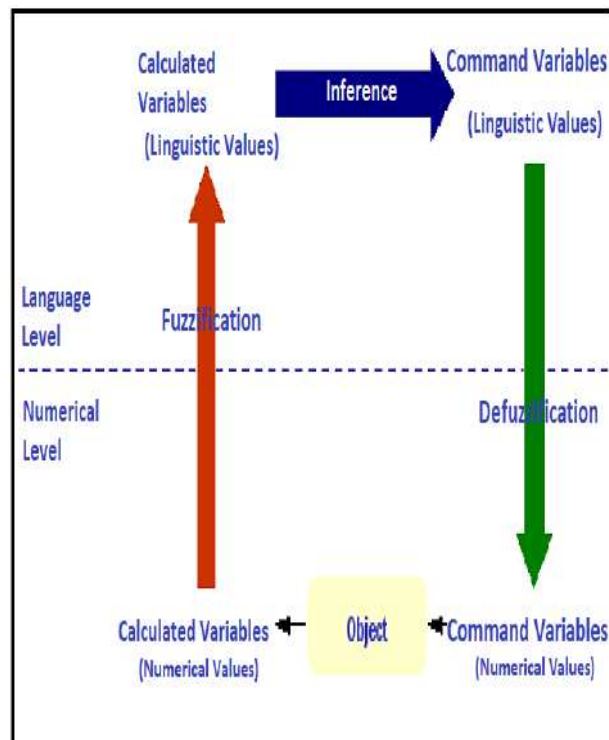 Calculated
Variables
(Linguistic Values)
Inference
Command Variables
(Linguistic Values)
Language
Level
Fuzzification
Numerical
Level
Defuzzification
Calculated Variables
(Numerical Values)
Object
Command Variables
(Numerical Values)